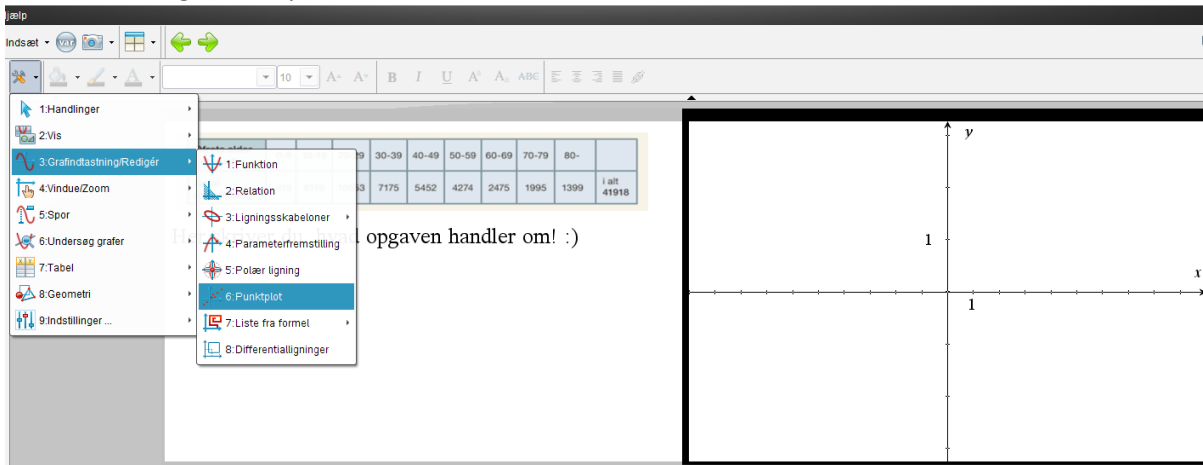 jælp
Indsæt
VAR
10 A+ A- B I U ABC
1:Handlinger
2:Vis
3:Grafindtastning/Redigér
4:Vindue/Zoom
5:Spor
6:Undersøg grafer
7:Tabel
8:Geometri
9:Indstillinger ...
1:Funktion
2:Relation
3:Ligningsskabeloner
4:Parameterfremstilling
5:Polær ligning
6:Punktplot
7:Liste fra formel
8:Differentialligninger
30-39 40-49 50-59 60-69 70-79 80-
7175 5452 4274 2475 1995 1399 i alt 41918
opgaven handler om! :)
y
1
x
1